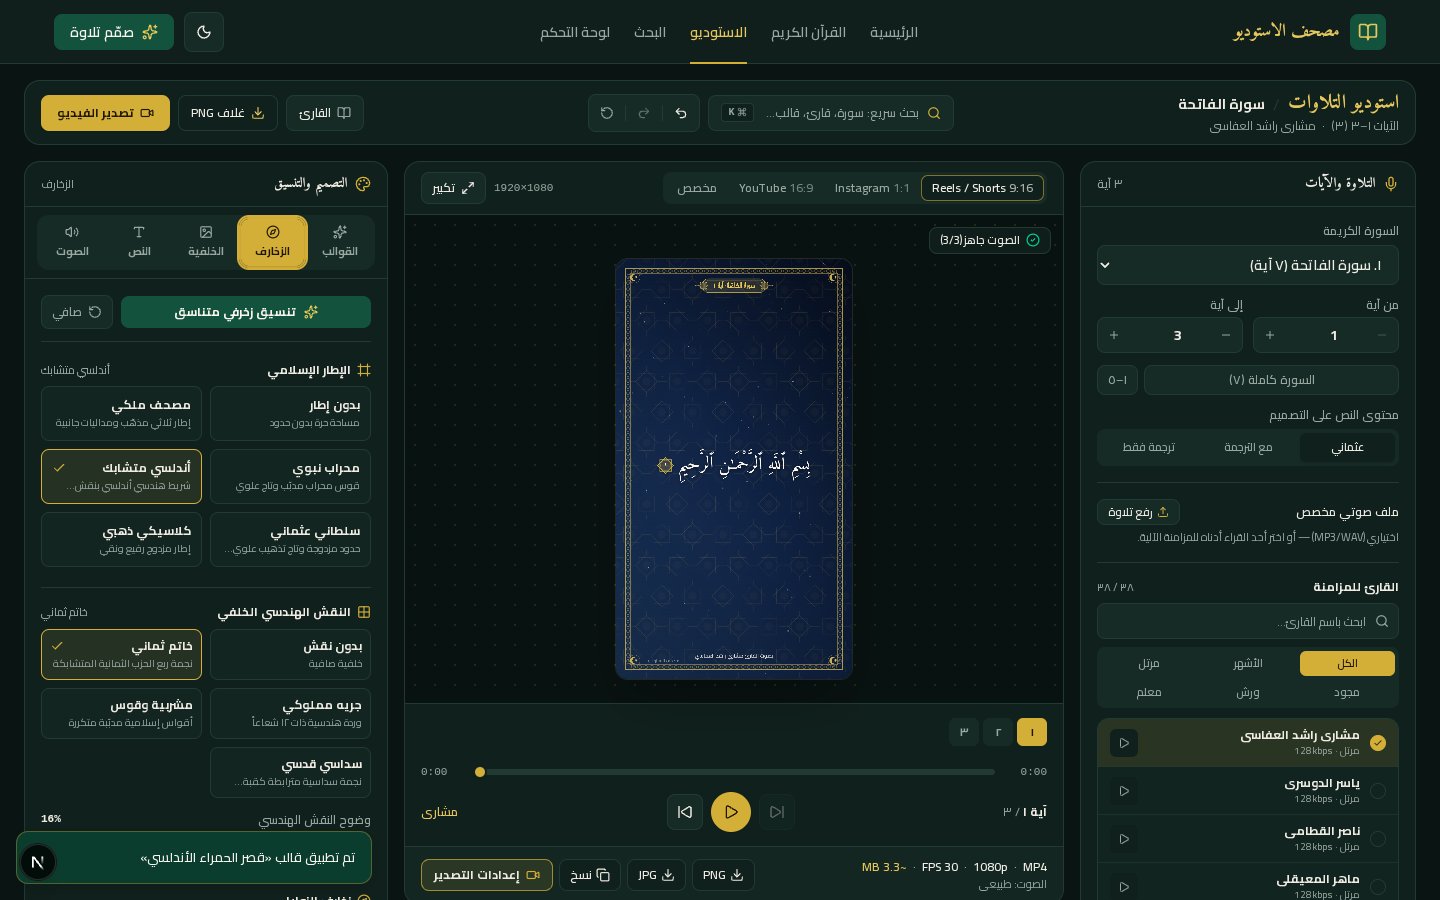 مصحف الاستوديو
الرئيسية
القرآن الكريم
الاستوديو
البحث
لوحة التحكم
صمّم تلاوة
استوديو التلاوات / سورة الفاتحة
الآيات ١–٣ (٣) · مشاري راشد العفاسي
بحث سريع: سورة، قارئ، قالب...
⌘ K
القارئ
غلاف PNG
تصدير الفيديو
التلاوة والآيات
٣ آية
السورة الكريمة
١. سورة الفاتحة (٧ آية)
من آية
إلى آية
− 1 +
− 3 +
السورة كاملة (٧)
١–٥
محتوى النص على التصميم
عثماني
مع الترجمة
ترجمة فقط
ملف صوتي مخصص
رفع تلاوة
اختياري (MP3/WAV) — أو اختر أحد القراء أدناه للمزامنة الآلية.
القارئ للمزامنة
٣٨ / ٣٨
ابحث باسم القارئ...
الكل
الأشهر
مرتل
مجود
ورش
معلم
مشاري راشد العفاسي
مرتل · 128kbps
ياسر الدوسري
مرتل · 128kbps
ناصر القطامي
مرتل · 128kbps
ماهر المعيقلي
مرتل · 128kbps
Reels / Shorts 9:16
Instagram 1:1
YouTube 16:9
مخصص
1920×1080
تكبير
الصوت جاهز (3/3)
سورة الفاتحة · آية ١
بِسْمِ ٱللَّهِ ٱلرَّحْمَـٰنِ ٱلرَّحِيمِ ١
بصوت القارئ: مشاري راشد العفاسي
١
٢
٣
0:00
0:00
آية ١ / ٣
مشاري
MP4 · 1080p · 30 FPS · ~3.3 MB
الصوت: طبيعي
PNG
JPG
نسخ
إعدادات التصدير
التصميم والتنسيق
الزخارف
القوالب
الزخارف
الخلفية
النص
الصوت
تنسيق زخرفي متناسق
صافي
الإطار الإسلامي
أندلسي متشابك
بدون إطار
مساحة حرة بدون حدود
مصحف ملكي
إطار ثلاثي مذهّب ومداليات جانبية
محراب نبوي
قوس محراب مدبّب وتاج علوي
أندلسي متشابك
شريط هندسي أندلسي بنقش...
سلطاني عثماني
حدود مزدوجة وتاج تذهيب علوي...
كلاسيكي ذهبي
إطار مزدوج رفيع ونقي
النقش الهندسي الخلفي
خاتم ثماني
بدون نقش
خلفية صافية
خاتم ثماني
نجمة ربع الحزب الثمانية المتشابكة
جريه مملوكي
وردة هندسية ذات ١٢ شعاعاً
مشربية وقوس
أقواس إسلامية مدبّبة متكررة
سداسي قدسي
نجمة سداسية مترابطة كقبة...
وضوح النقش الهندسي
16%
تم تطبيق قالب «قصر الحمراء الأندلسي»
N